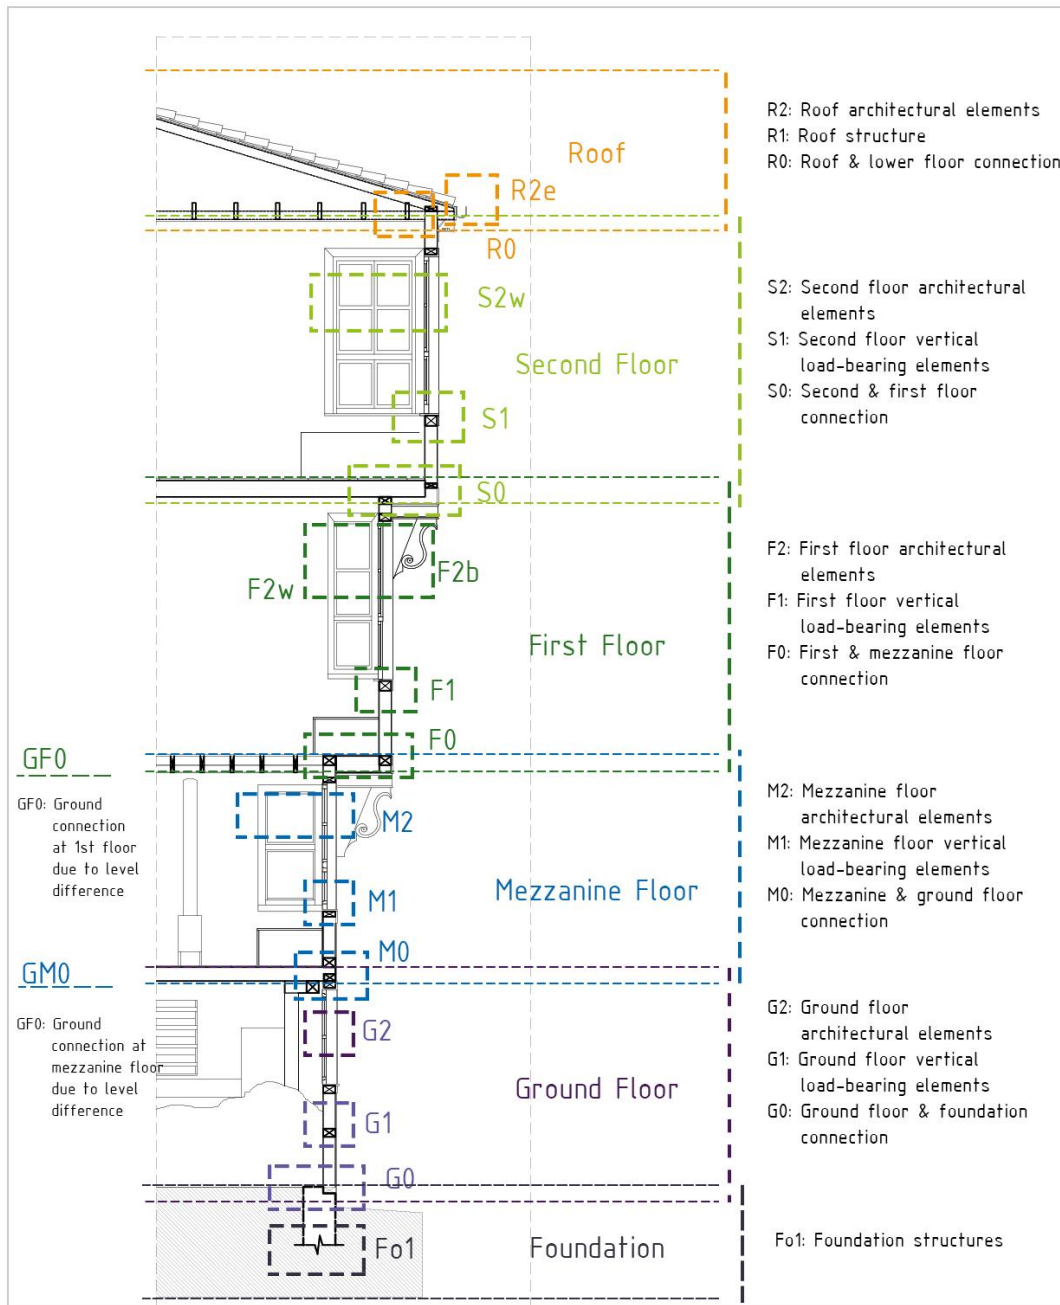 Roof
R2e
R0
R2: Roof architectural elements
R1: Roof structure
R0: Roof & lower floor connection
S2w
Second Floor
S1
S0
S2: Second floor architectural
elements
S1: Second floor vertical
load-bearing elements
S0: Second & first floor
connection
F2w
F2b
First Floor
F1
F0
F2: First floor architectural
elements
F1: First floor vertical
load-bearing elements
F0: First & mezzanine floor
connection
GF0
GF0: Ground
connection
at 1st floor
due to level
difference
M2
Mezzanine Floor
M1
M0
M2: Mezzanine floor
architectural elements
M1: Mezzanine floor vertical
load-bearing elements
M0: Mezzanine & ground floor
connection
GM0
GF0: Ground
connection at
mezzanine floor
due to level
difference
G2
Ground Floor
G1
G0
G2: Ground floor
architectural elements
G1: Ground floor vertical
load-bearing elements
G0: Ground floor & foundation
connection
Fo1
Foundation
Fo1: Foundation structures